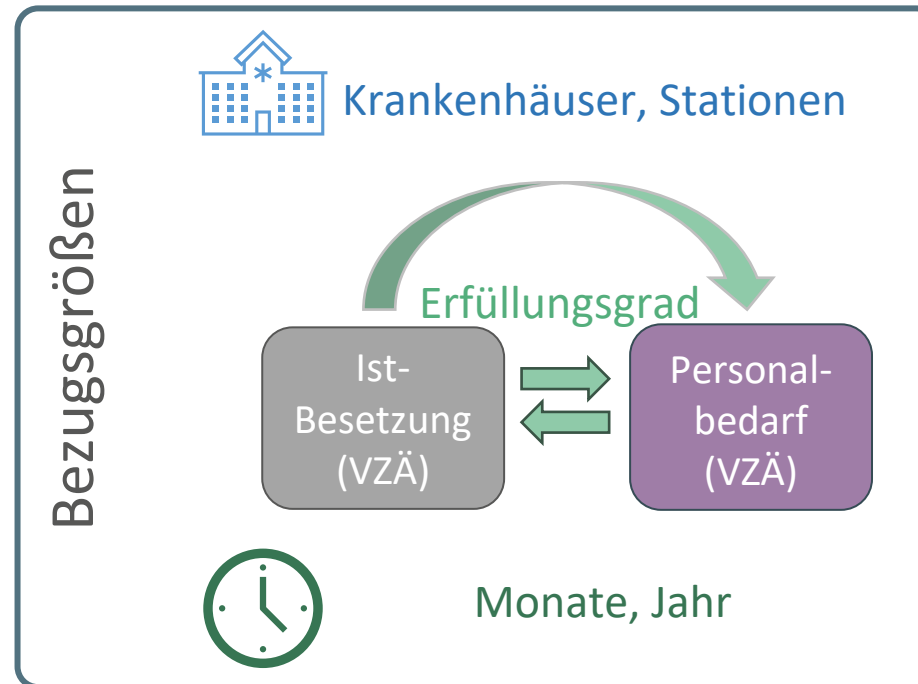 Bezugsgrößen
Krankenhäuser, Stationen
Erfüllungsgrad
Ist-
Besetzung
(VZÄ)
Personal-
bedarf
(VZÄ)
Monate, Jahr